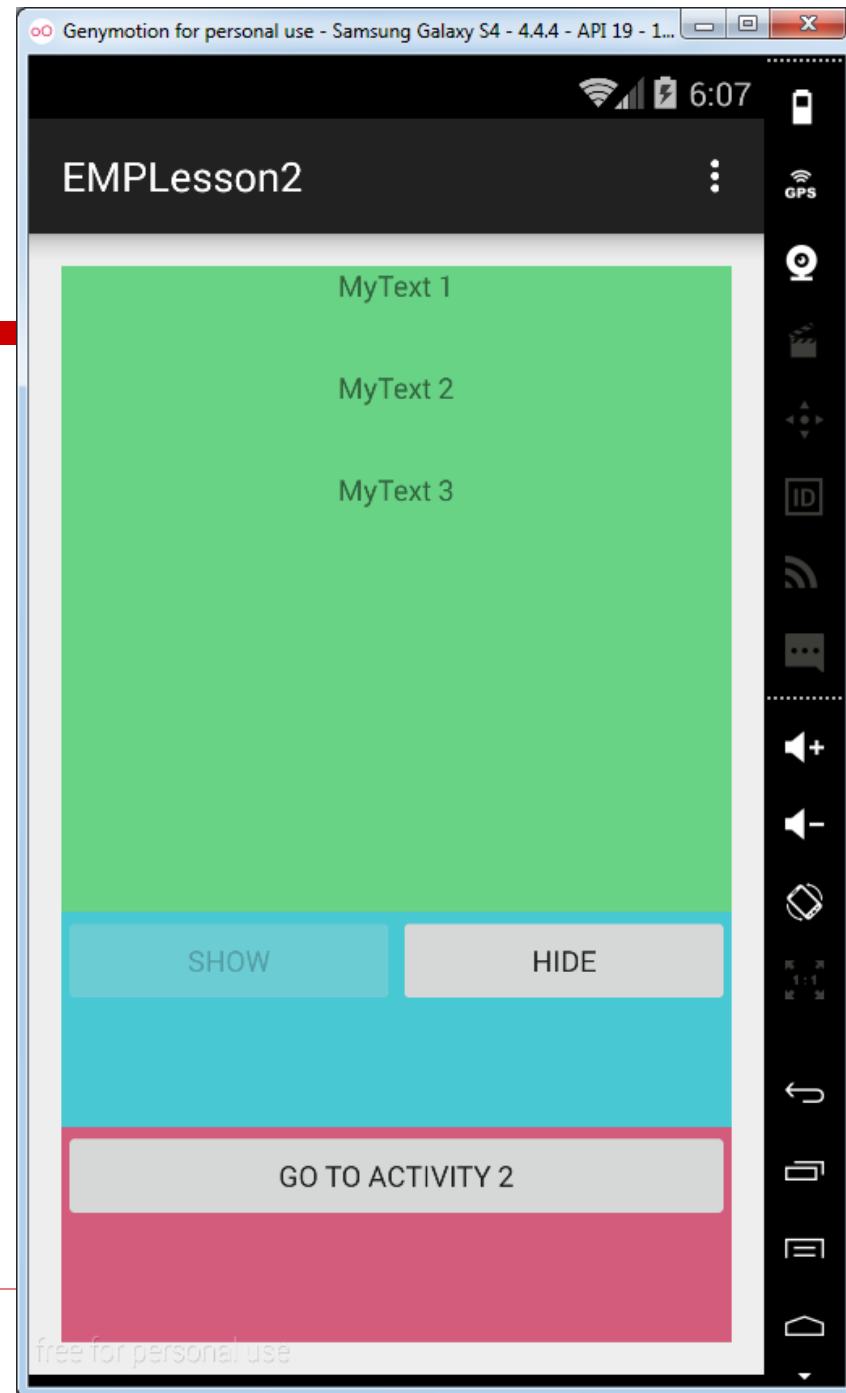 Genymotion for personal use - Samsung Galaxy S4 - 4.4.4 - API 19 - 1...
6:07
EMPLesson2
GPS
MyText 1
MyText 2
MyText 3
ID
SHOW
HIDE
1:1
GO TO ACTIVITY 2
free for personal use